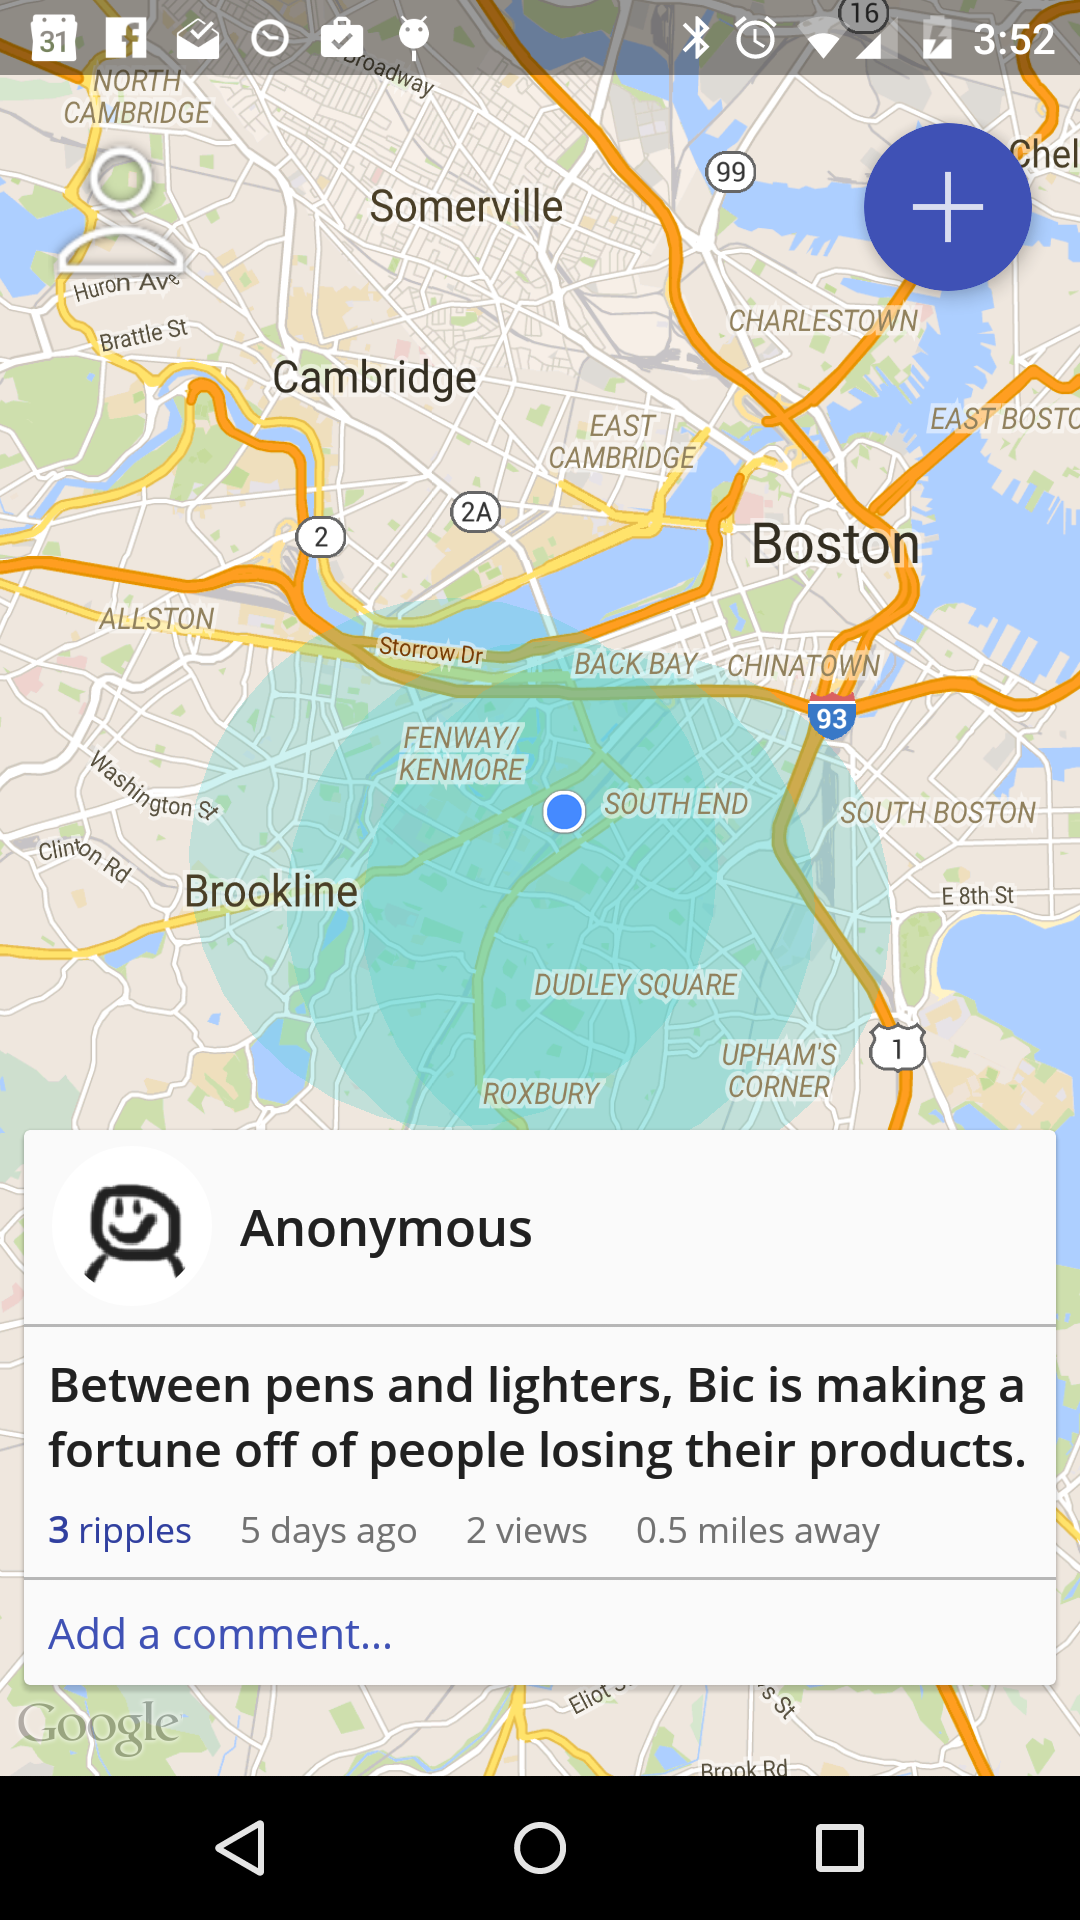 31
16
3:52
Broadway
NORTH
CAMBRIDGE
99
Chel
Somerville
Huron Ave
Brattle St
CHARLESTOWN
Cambridge
EAST BOSTO
EAST
CAMBRIDGE
2A
2
Boston
ALLSTON
Storrow Dr
BACK BAY
CHINATOWN
93
FENWAY/
KENMORE
Washington St
SOUTH END
SOUTH BOSTON
Clinton Rd
Brookline
E 8th St
DUDLEY SQUARE
1
UPHAM'S
CORNER
ROXBURY
Anonymous
Between pens and lighters, Bic is making a
fortune off of people losing their products.
3 ripples 5 days ago 2 views 0.5 miles away
Add a comment...
Eliot S
s St
Google
Brook Rd